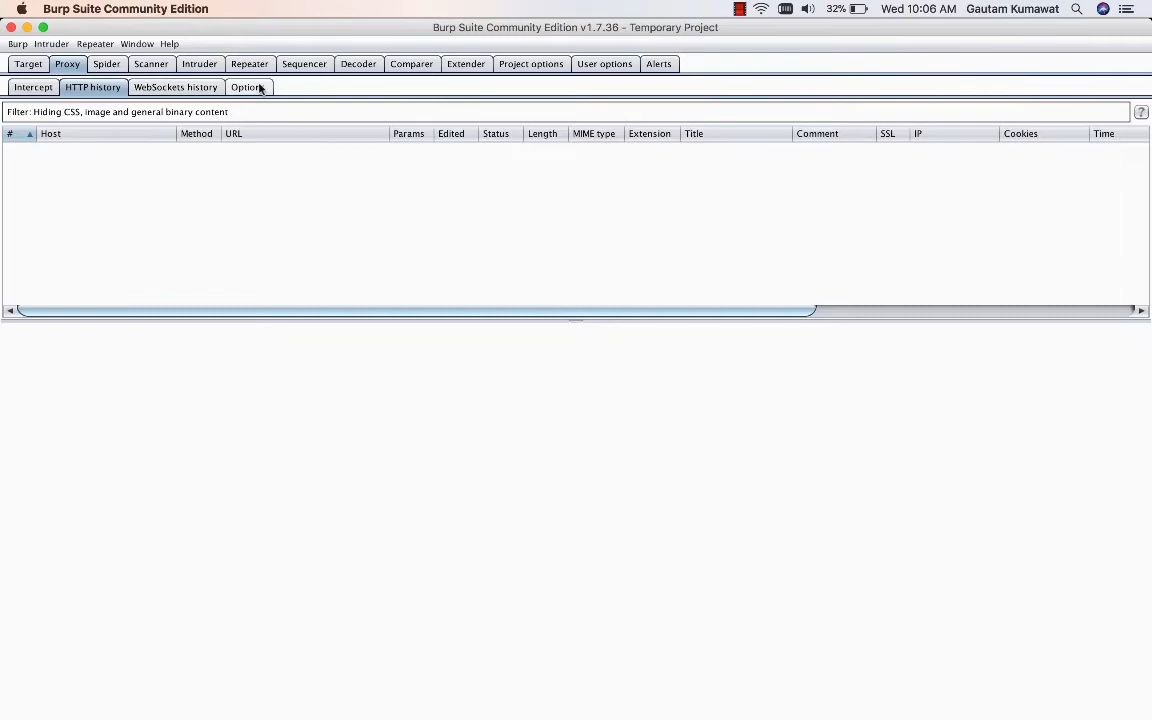 Burp Suite Community Edition 32% Wed 10:06 AM Gautam Kumawat
Burp Suite Community Edition v1.7.36 - Temporary Project
Burp Intruder Repeater Window Help
Target Proxy Spider Scanner Intruder Repeater Sequencer Decoder Comparer Extender Project options User options Alerts
Intercept HTTP history WebSockets history
Filter: Hiding CSS, image and general binary content ?
# Host Method URL Params Edited Status Length MIME type Extension Title Comment SSL IP Cookies Time